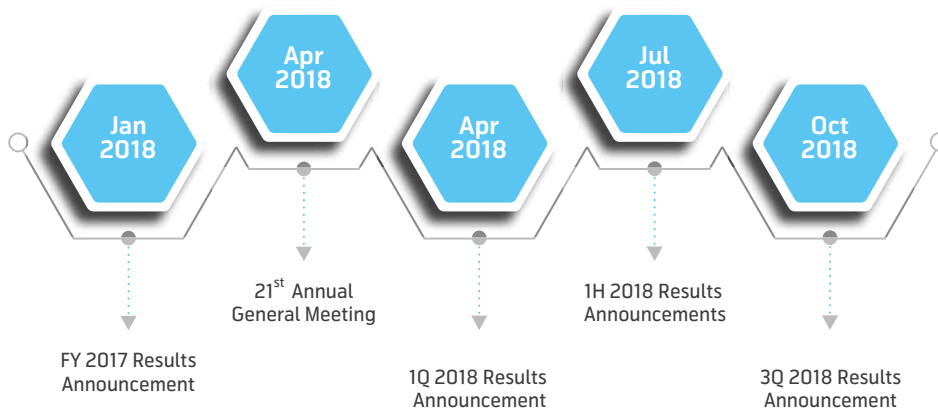 Jan
2018
FY 2017 Results
Announcement
Apr
2018
21st Annual
General Meeting
Apr
2018
1Q 2018 Results
Announcement
Jul
2018
1H 2018 Results
Announcements
Oct
2018
3Q 2018 Results
Announcement